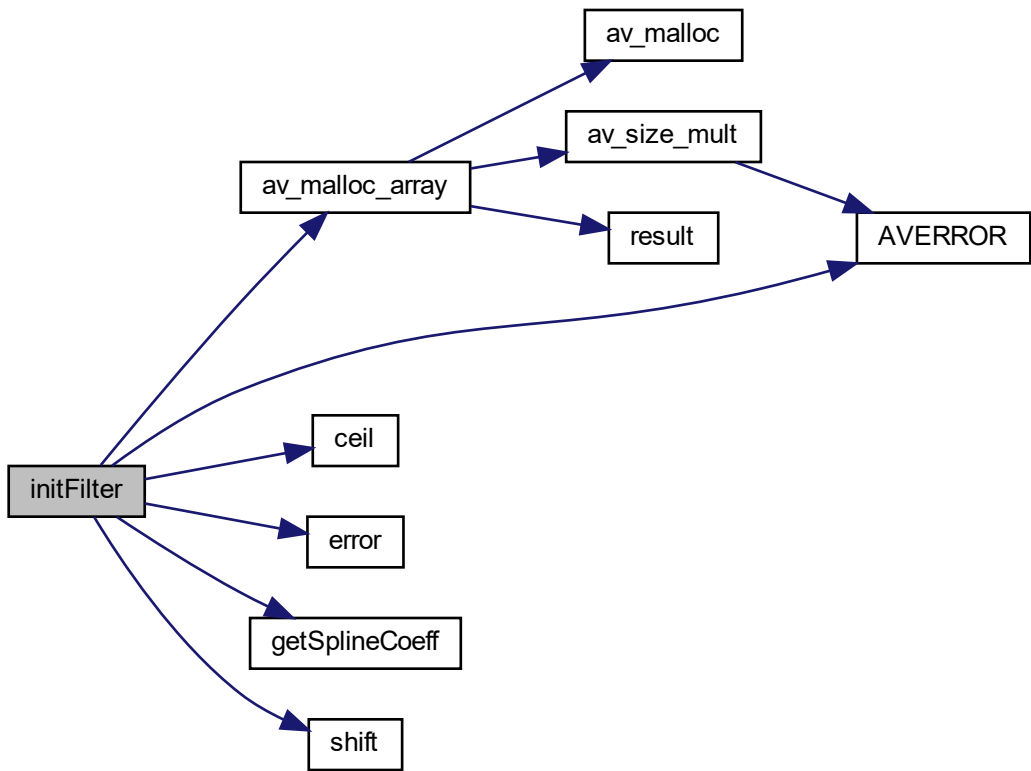 av_malloc
av_size_mult
av_malloc_array
result
AVERROR
ceil
initFilter
error
getSplineCoeff
shift